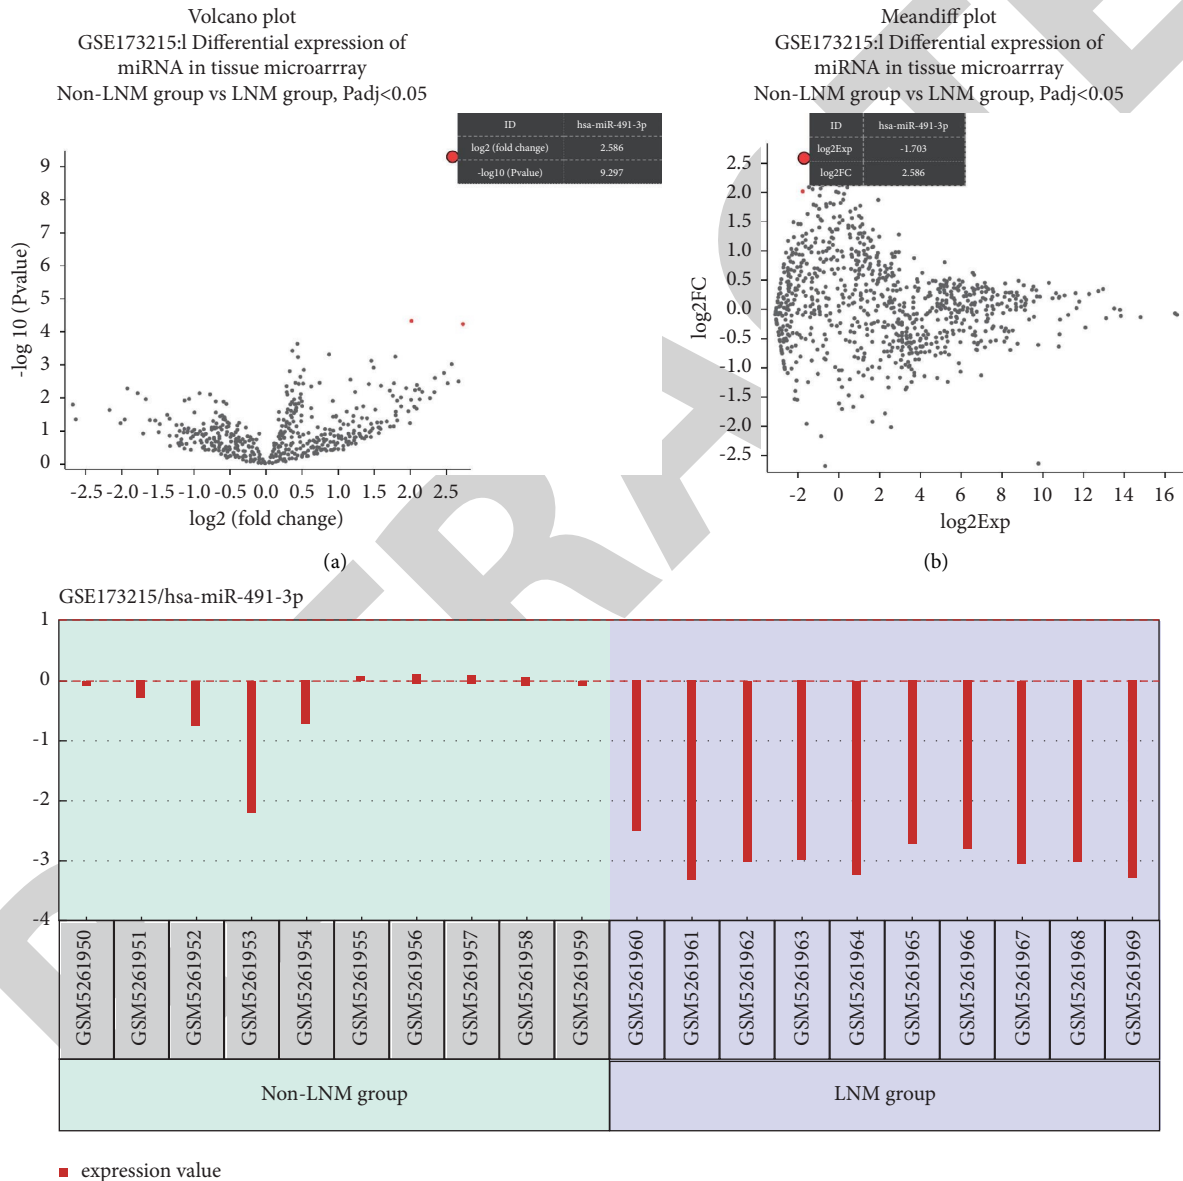 Volcano plot
GSE173215:l Differential expression of
miRNA in tissue microarrray
Non-LNM group vs LNM group, Padj<0.05
ID hsa-miR-491-3p
log2 (fold change) 2.586
-log10 (Pvalue) 9.297
9
8
7
6
5
4
3
2
1
0
-log 10 (Pvalue)
-2.5 -2.0 -1.5 -1.0 -0.5 0.0 0.5 1.0 1.5 2.0 2.5
log2 (fold change)
(a)
Meandiff plot
GSE173215:l Differential expression of
miRNA in tissue microarrray
Non-LNM group vs LNM group, Padj<0.05
ID hsa-miR-491-3p
log2Exp -1.703
log2FC 2.586
2.5
2.0
1.5
1.0
0.5
0.0
-0.5
-1.0
-1.5
-2.0
-2.5
log2FC
-2 0 2 4 6 8 10 12 14 16
log2Exp
(b)
GSE173215/hsa-miR-491-3p
1
0
-1
-2
-3
-4
GSM5261950
GSM5261951
GSM5261952
GSM5261953
GSM5261954
GSM5261955
GSM5261956
GSM5261957
GSM5261958
GSM5261959
GSM5261960
GSM5261961
GSM5261962
GSM5261963
GSM5261964
GSM5261965
GSM5261966
GSM5261967
GSM5261968
GSM5261969
Non-LNM group LNM group
expression value